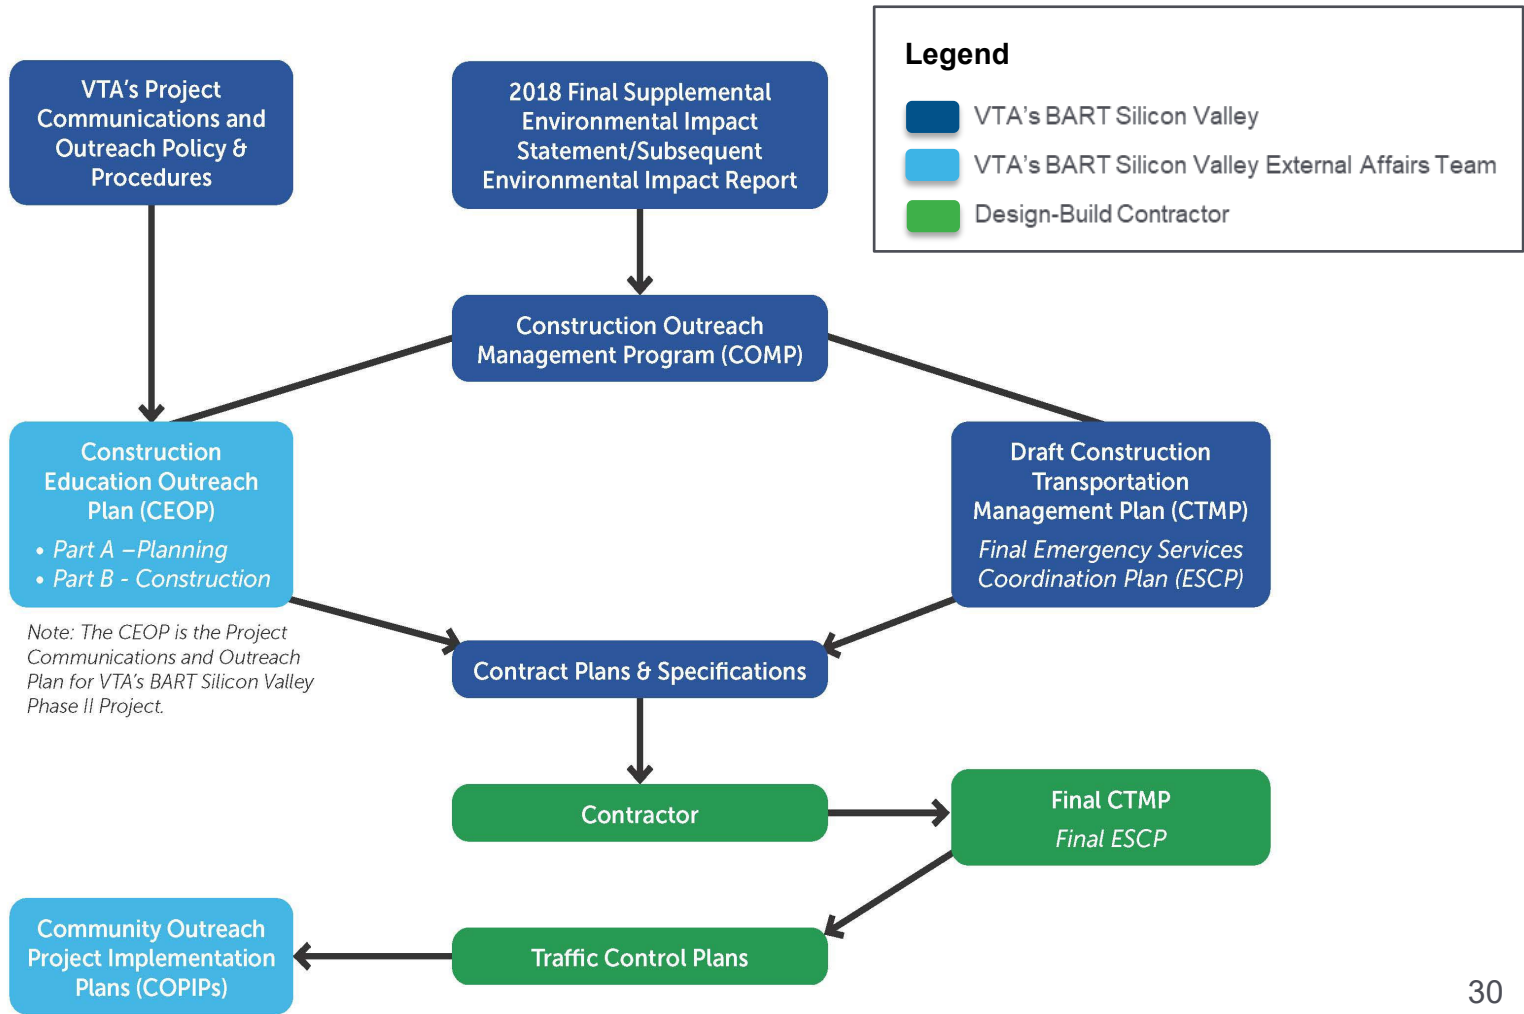 Legend
VTA's BART Silicon Valley
VTA's BART Silicon Valley External Affairs Team
Design-Build Contractor
VTA's Project
Communications and
Outreach Policy &
Procedures
2018 Final Supplemental
Environmental Impact
Statement/Subsequent
Environmental Impact Report
Construction Outreach
Management Program (COMP)
Construction
Education Outreach
Plan (CEOP)
• Part A –Planning
• Part B - Construction
Note: The CEOP is the Project
Communications and Outreach
Plan for VTA's BART Silicon Valley
Phase II Project.
Draft Construction
Transportation
Management Plan (CTMP)
Final Emergency Services
Coordination Plan (ESCP)
Contract Plans & Specifications
Contractor
Final CTMP
Final ESCP
Traffic Control Plans
Community Outreach
Project Implementation
Plans (COPIPs)
30